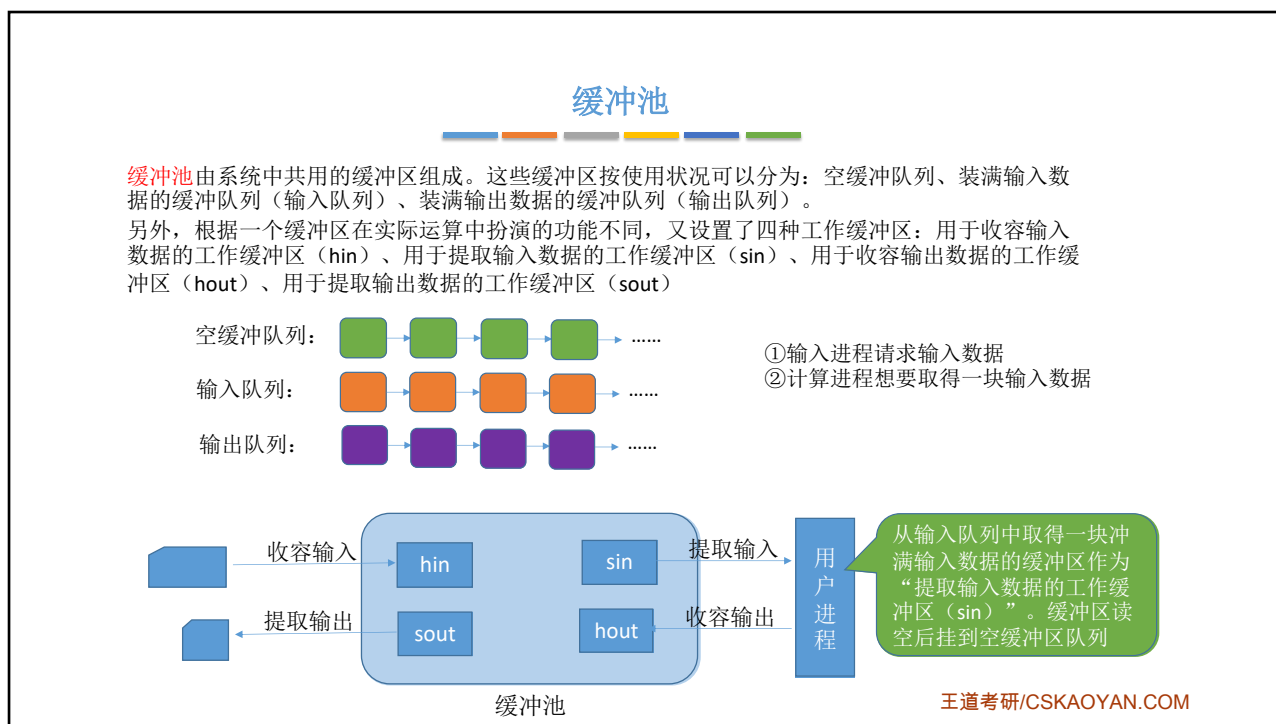 缓冲池
缓冲池由系统中共用的缓冲区组成。这些缓冲区按使用状况可以分为：空缓冲队列、装满输入数
据的缓冲队列（输入队列）、装满输出数据的缓冲队列（输出队列）。
另外，根据一个缓冲区在实际运算中扮演的功能不同，又设置了四种工作缓冲区：用于收容输入
数据的工作缓冲区（hin）、用于提取输入数据的工作缓冲区（sin）、用于收容输出数据的工作缓
冲区（hout）、用于提取输出数据的工作缓冲区（sout）
空缓冲队列：
......
输入队列：
......
输出队列：
......
①输入进程请求输入数据
②计算进程想要取得一块输入数据
收容输入
hin
sin
提取输入
提取输出
sout
hout
收容输出
用
户
进
程
从输入队列中取得一块冲
满输入数据的缓冲区作为
“提取输入数据的工作缓
冲区（sin）”。缓冲区读
空后挂到空缓冲区队列
缓冲池
王道考研/CSKAOYAN.COM